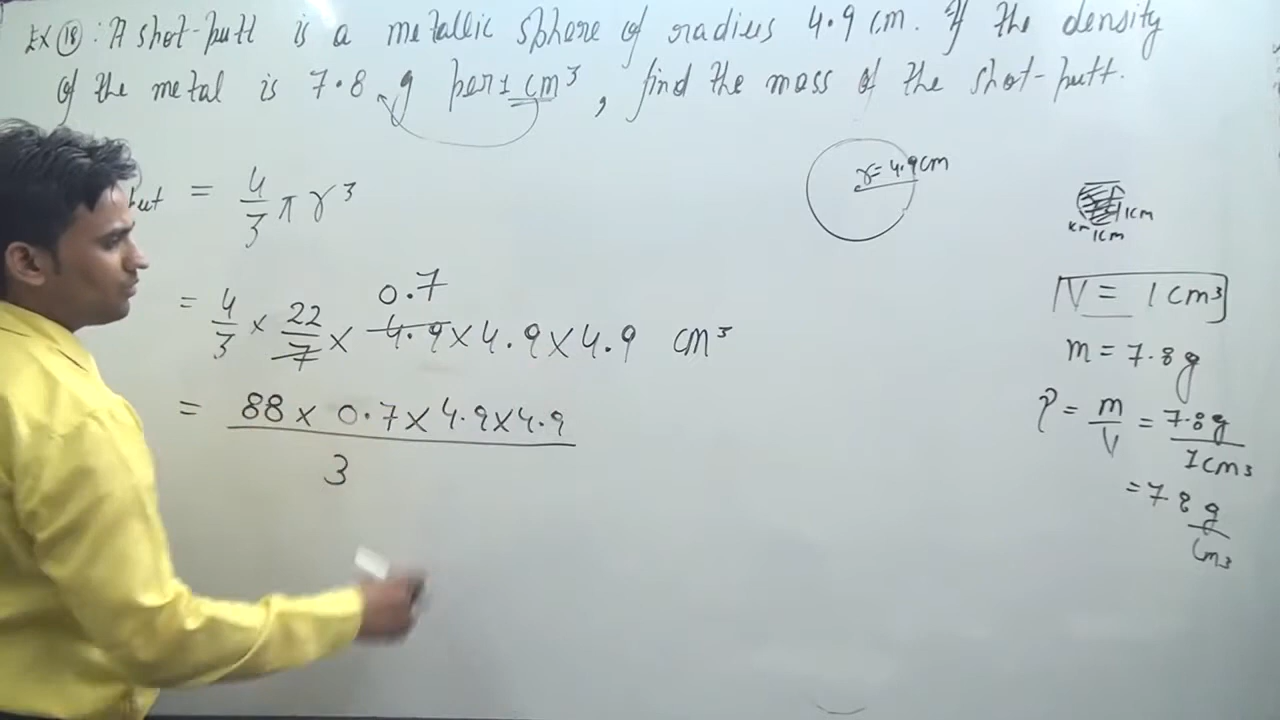 Ex 18 : A shot-putt is a metallic sphere of radius 4.9 cm. If the density
of the metal is 7.8 g per 1 cm³, find the mass of the shot-putt.
put = 4/3 π r³
= 4/3 × 22/7 × 4.9 × 4.9 × 4.9 cm³
0.7
= 88 × 0.7 × 4.9 × 4.9
3
r = 4.9 cm
1cm
1cm
V = 1 cm³
m = 7.8 g
ρ = m/V = 7.8 g / 1 cm³
= 7.8 g/cm³